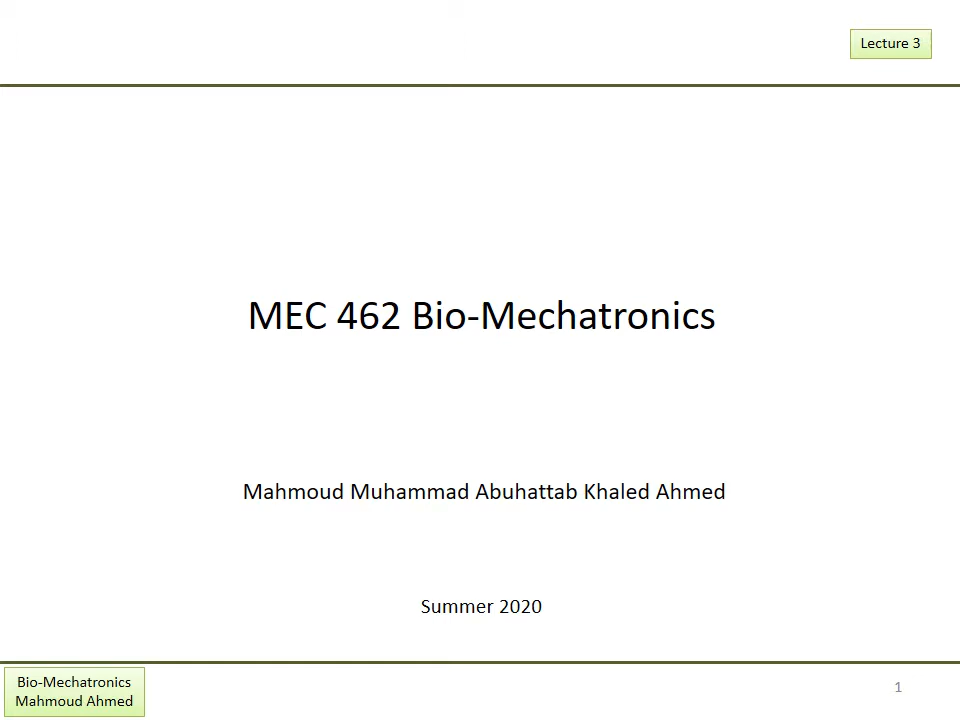 Lecture 3
MEC 462 Bio-Mechatronics
Mahmoud Muhammad Abuhattab Khaled Ahmed
Summer 2020
Bio-Mechatronics
Mahmoud Ahmed
1